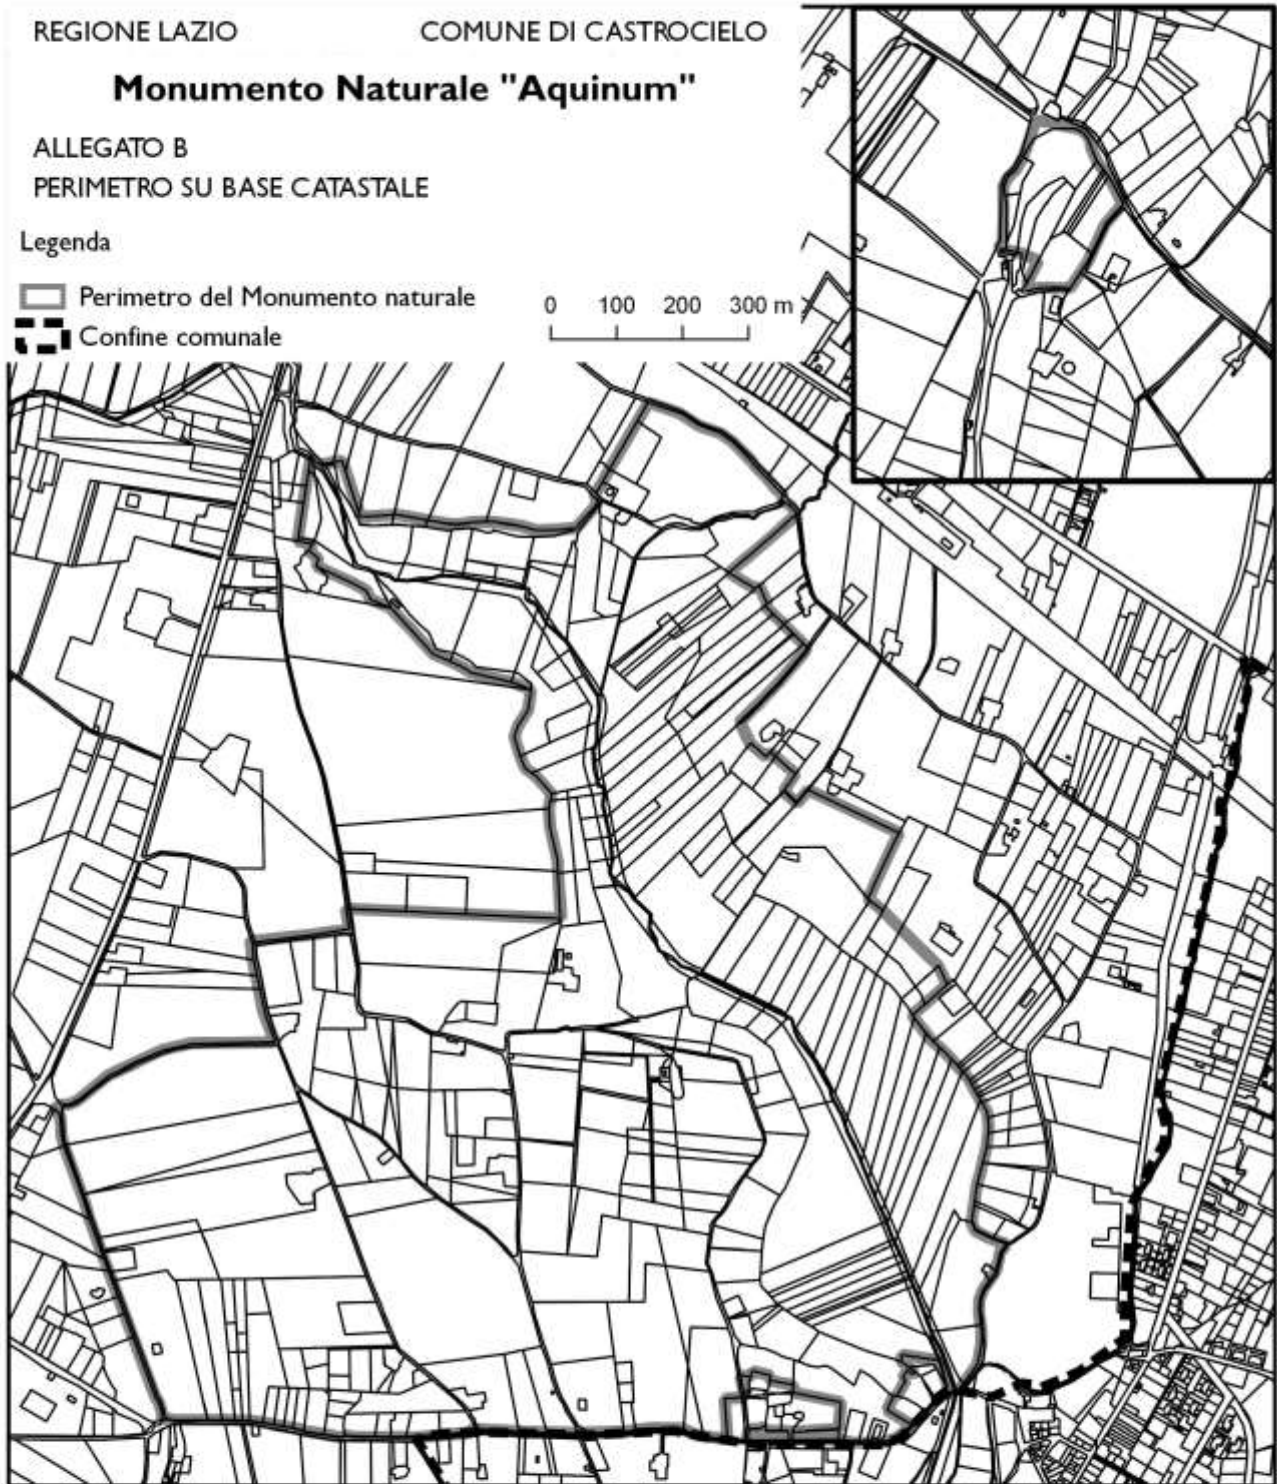 REGIONE LAZIO COMUNE DI CASTROCIELO
Monumento Naturale "Aquinum"
ALLEGATO B
PERIMETRO SU BASE CATASTALE
Legenda
Perimetro del Monumento naturale
Confine comunale
0 100 200 300 m